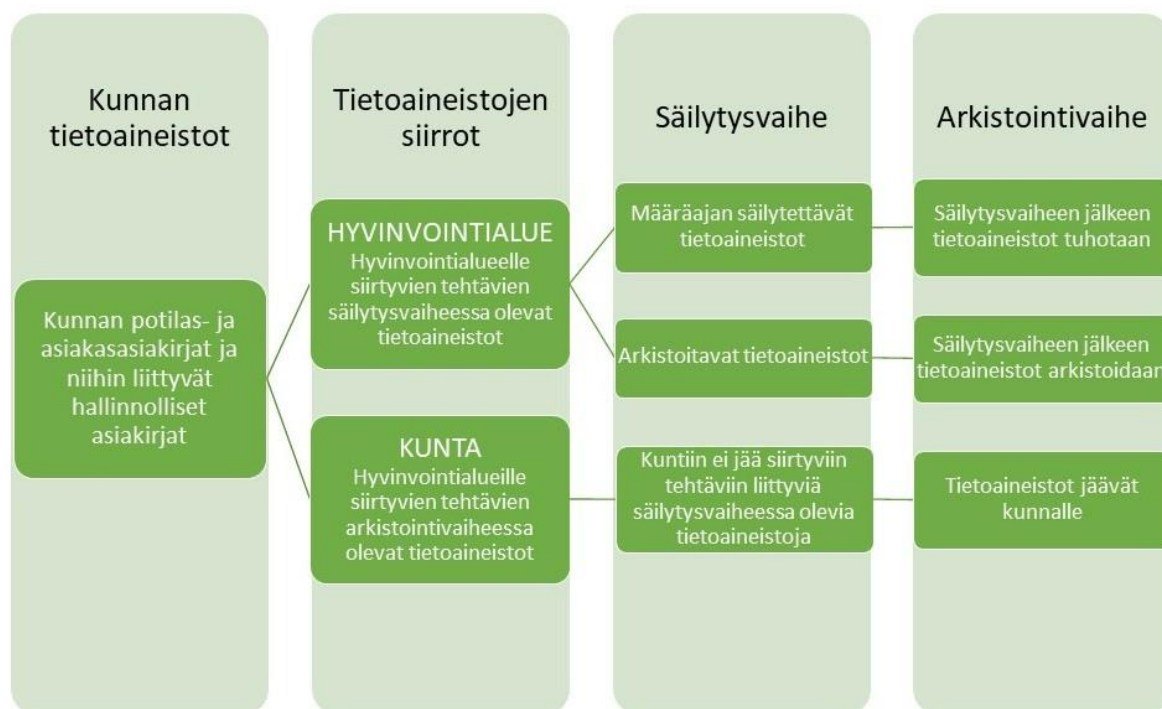 Kunnan
tietoaineistot
Kunnan potilas- ja
asiakasasiakirjat ja
niihin liittyvät
hallinnolliset
asiakirjat
Tietoaineistojen
siirrot
HYVINVOINTIALUE
Hyvinvointialueelle
siirtyvien tehtävien
säilytysvaiheessa olevat
tietoaineistot
KUNTA
Hyvinvointialueille
siirtyvien tehtävien
arkistointivaiheessa
olevat tietoaineistot
Säilytysvaihe
Määräajan säilytettävät
tietoaineistot
Arkistoitavat tietoaineistot
Kuntiin ei jää siirtyviin
tehtäviin liittyviä
säilytysvaiheessa olevia
tietoaineistoja
Arkistointivaihe
Säilytysvaiheen jälkeen
tietoaineistot tuhotaan
Säilytysvaiheen jälkeen
tietoaineistot arkistoidaan
Tietoaineistot jäävät
kunnalle